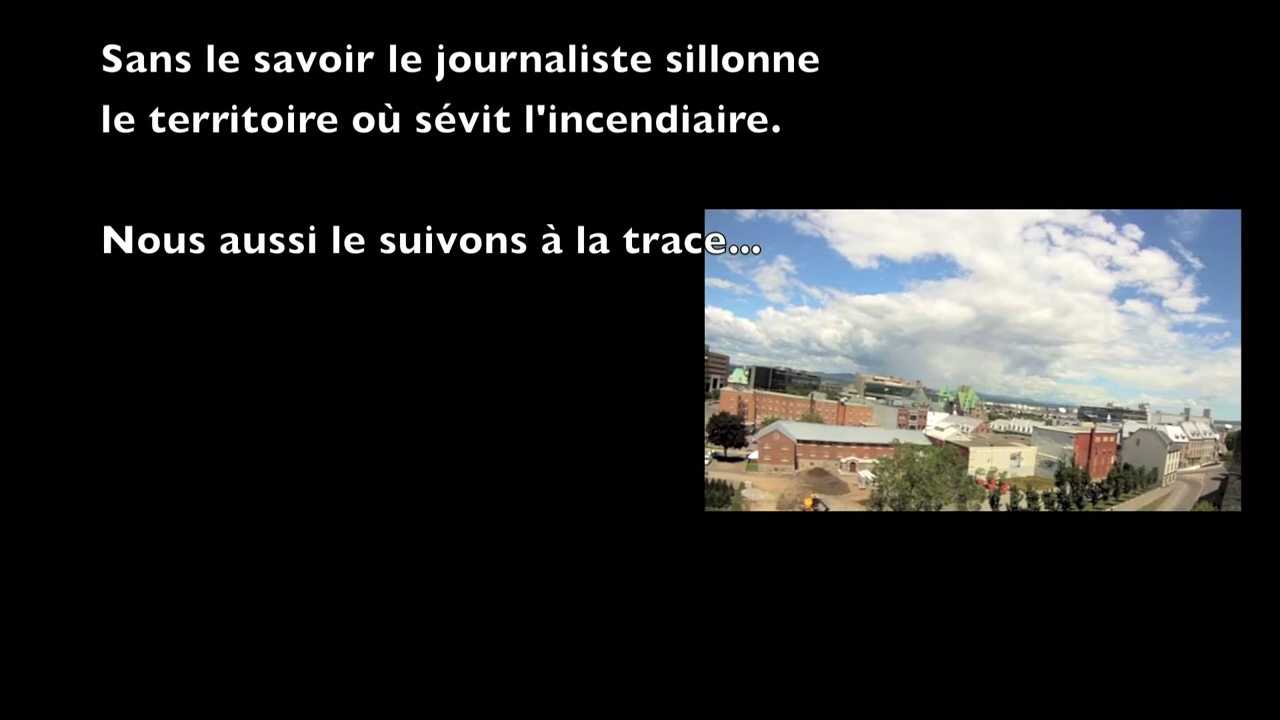 Sans le savoir le journaliste sillonne
le territoire où sévit l'incendiaire.
Nous aussi le suivons à la trace...